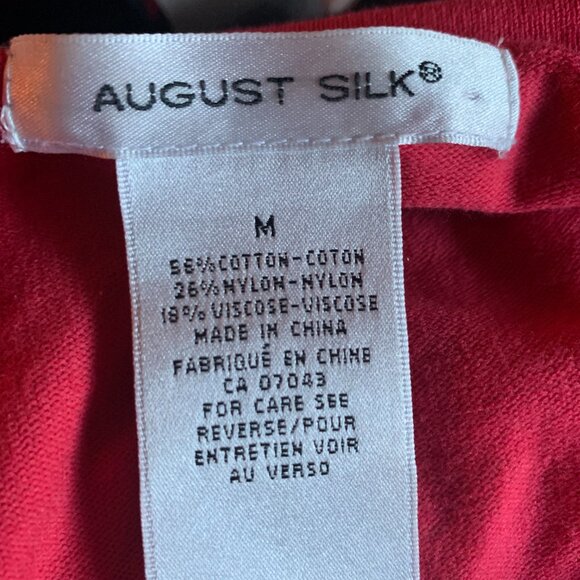 AUGUST SILK®
M
56% COTTON-COTON
26% NYLON-NYLON
18% VISCOSE-VISCOSE
MADE IN CHINA
FABRIQUÉ EN CHINE
CA 07043
FOR CARE SEE
REVERSE/POUR
ENTRETIEN VOIR
AU VERSO